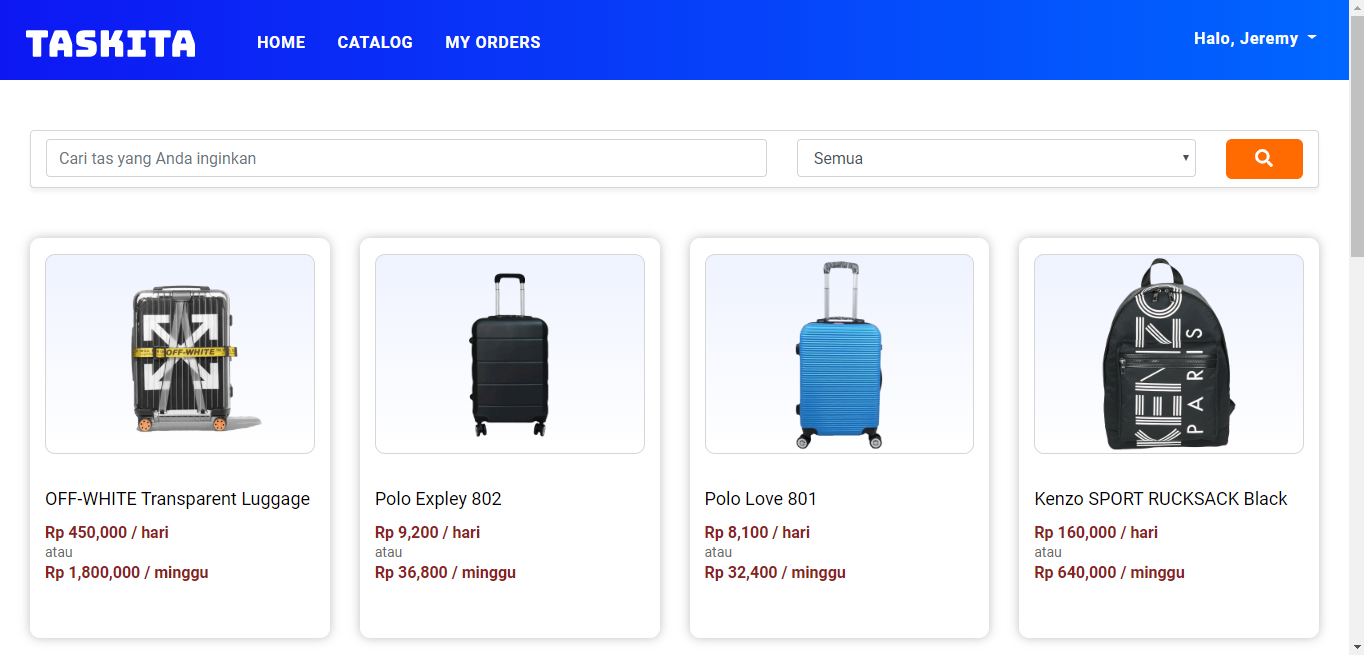 TASKITA
HOME
CATALOG
MY ORDERS
Halo, Jeremy
Cari tas yang Anda inginkan
Semua
OFF-WHITE
KENZO
PARIS
OFF-WHITE Transparent Luggage
Rp 450,000 / hari
atau
Rp 1,800,000 / minggu
Polo Expley 802
Rp 9,200 / hari
atau
Rp 36,800 / minggu
Polo Love 801
Rp 8,100 / hari
atau
Rp 32,400 / minggu
Kenzo SPORT RUCKSACK Black
Rp 160,000 / hari
atau
Rp 640,000 / minggu